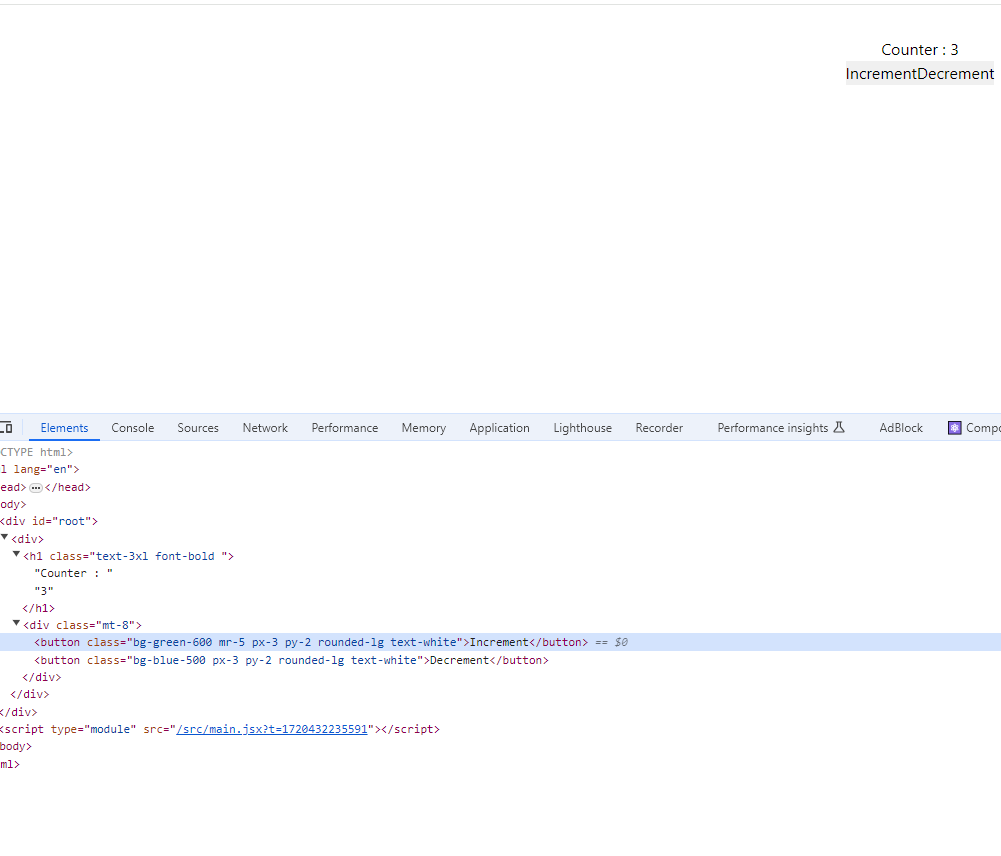 Counter : 3
IncrementDecrement
Elements Console Sources Network Performance Memory Application Lighthouse Recorder Performance insights AdBlock Compo
CTYPE html>
l lang="en">
ead> ••• </head>
ody>
<div id="root">
<div>
<h1 class="text-3xl font-bold ">
"Counter : "
"3"
</h1>
<div class="mt-8">
<button class="bg-green-600 mr-5 px-3 py-2 rounded-lg text-white">Increment</button> == $0
<button class="bg-blue-500 px-3 py-2 rounded-lg text-white">Decrement</button>
</div>
</div>
</div>
<script type="module" src="/src/main.jsx?t=1720432235591"></script>
body>
ml>